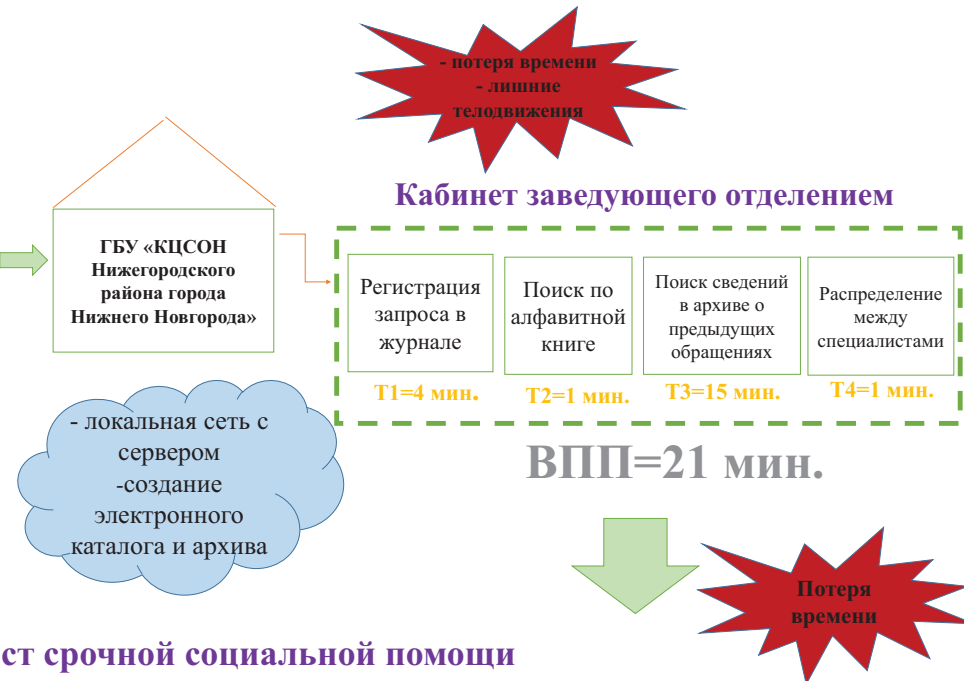 - потеря времени
- лишние
телодвижения
Кабинет заведующего отделением
ГБУ «КЦСОН
Нижегородского
района города
Нижнего Новгорода»
Регистрация
запроса в
журнале
Поиск по
алфавитной
книге
Поиск сведений
в архиве о
предыдущих
обращениях
Распределение
между
специалистами
Т1=4 мин.
Т2=1 мин.
Т3=15 мин.
Т4=1 мин.
ВПП=21 мин.
- локальная сеть с
сервером
-создание
электронного
каталога и архива
Потеря
времени
ст срочной социальной помощи